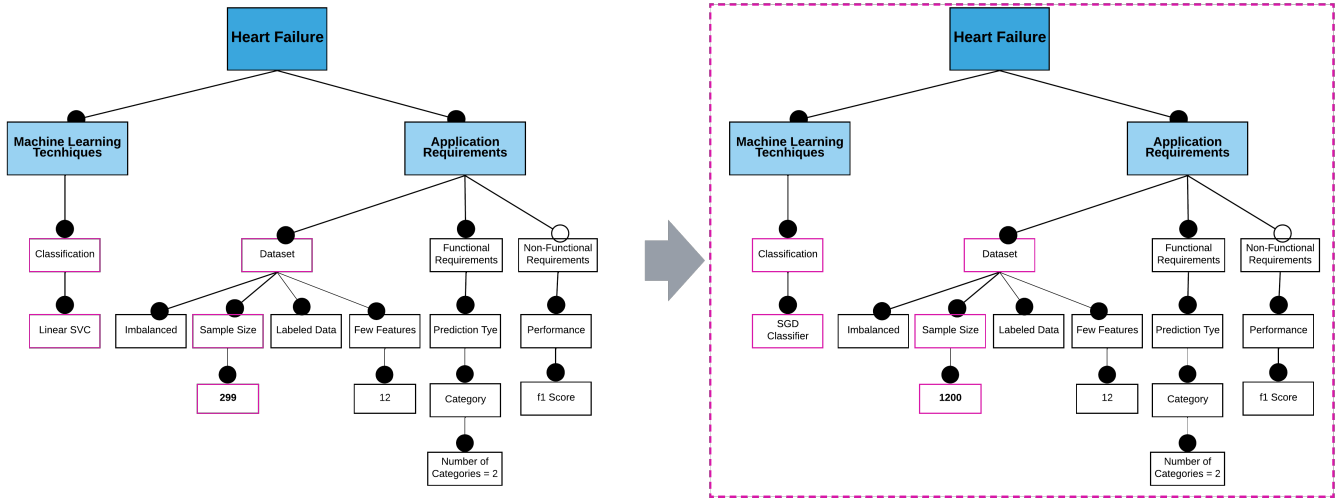 Heart Failure
Machine Learning
Tecnhiques
Application
Requirements
Classification
Dataset
Functional
Requirements
Non-Functional
Requirements
Linear SVC
Imbalanced
Sample Size
Labeled Data
Few Features
Prediction Tye
Performance
299
12
Category
f1 Score
Number of
Categories = 2
Heart Failure
Machine Learning
Tecnhiques
Application
Requirements
Classification
Dataset
Functional
Requirements
Non-Functional
Requirements
SGD
Classifier
Imbalanced
Sample Size
Labeled Data
Few Features
Prediction Tye
Performance
1200
12
Category
f1 Score
Number of
Categories = 2